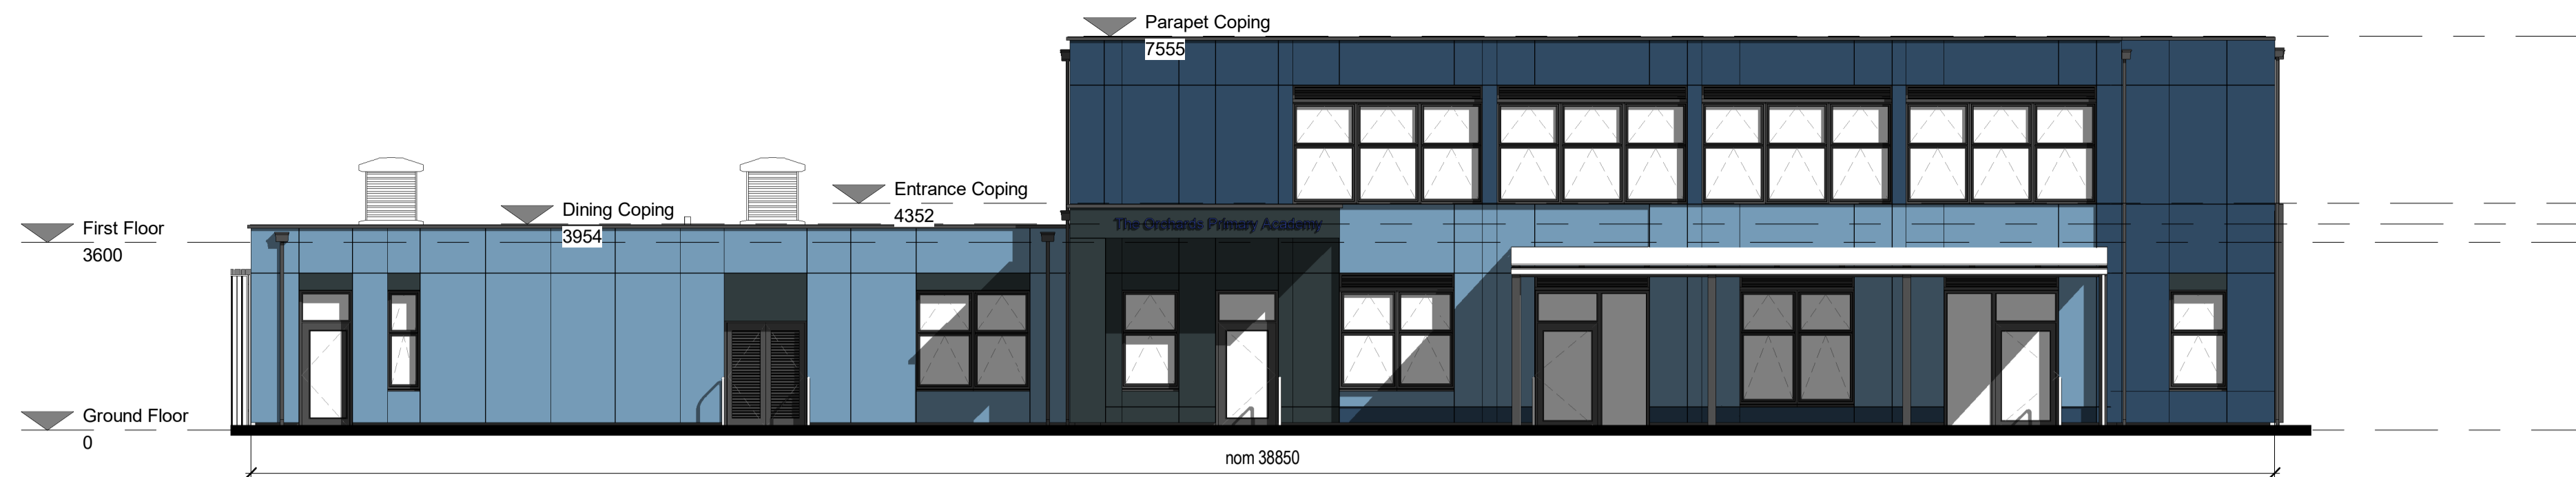 Parapet Coping
7555
Entrance Coping
4352
Dining Coping
3954
First Floor
3600
The Orchards Primary Academy
Ground Floor
0
nom 38850